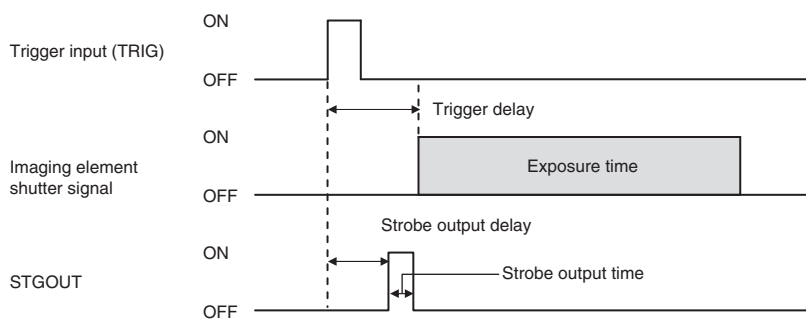 ON
Trigger input (TRIG)
OFF
Trigger delay
ON
Imaging element
shutter signal
Exposure time
OFF
Strobe output delay
ON
STGOUT
Strobe output time
OFF